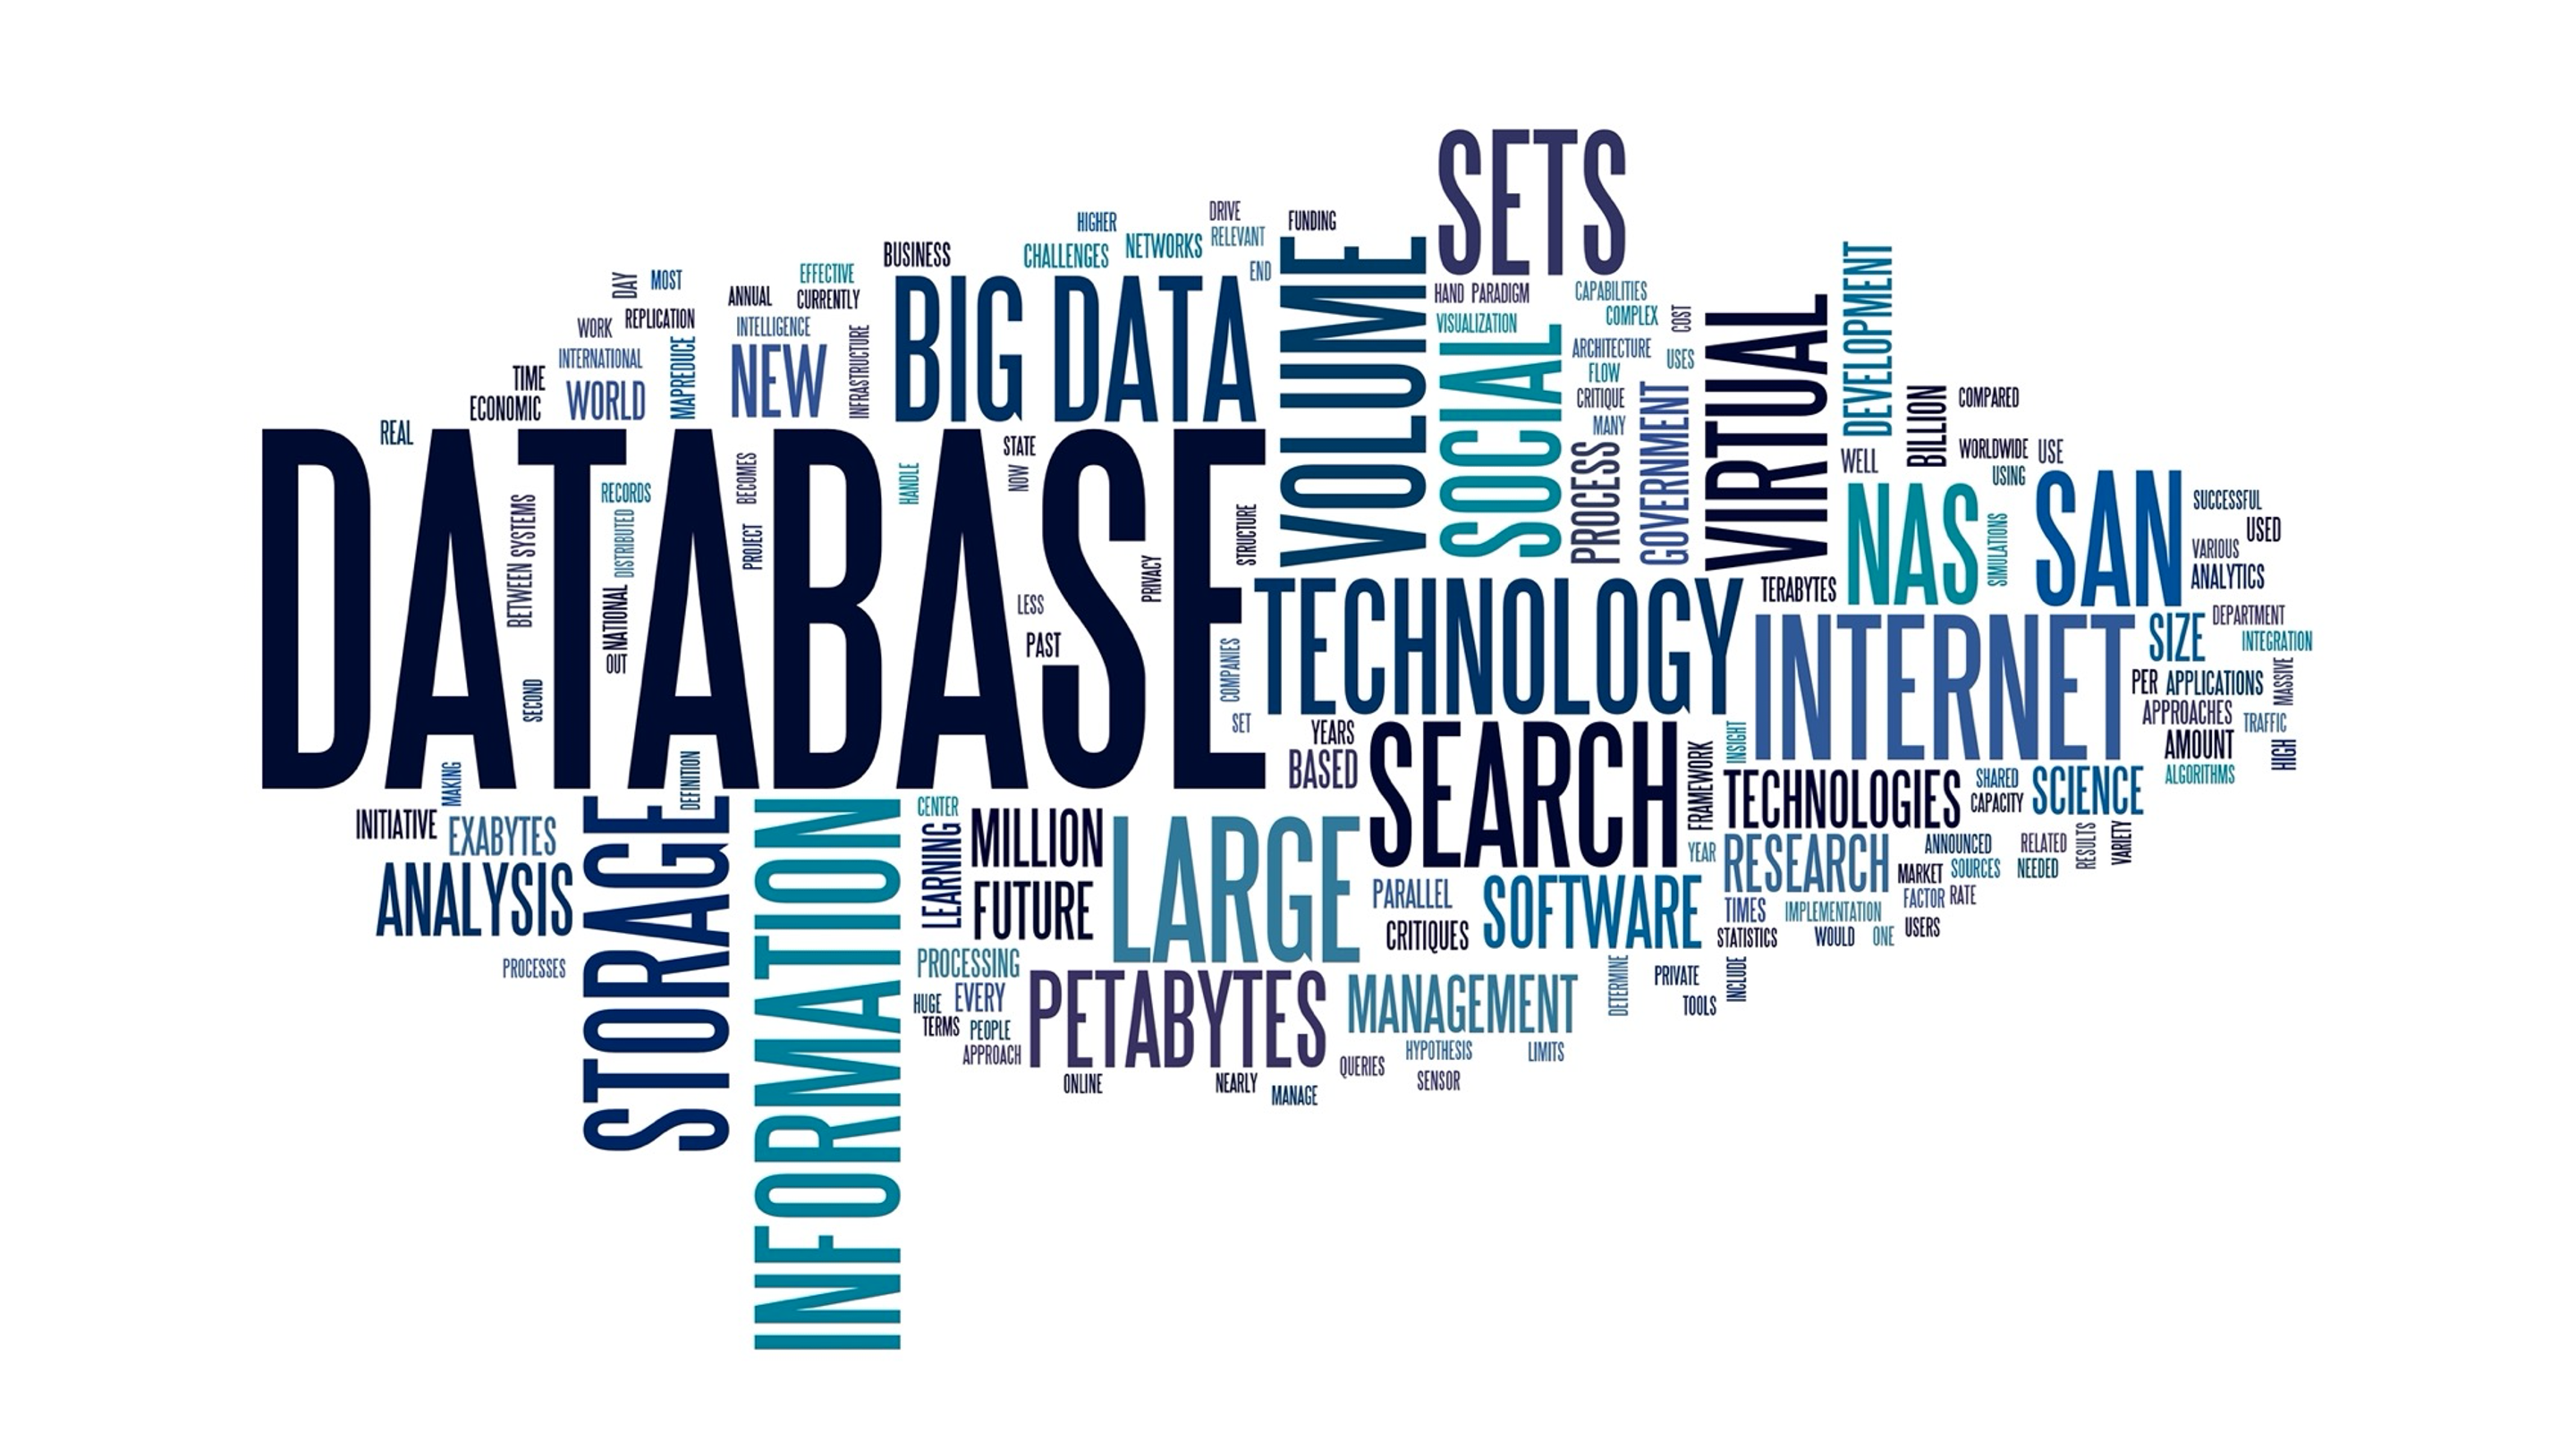 SETS
DRIVE
HIGHER
FUNDING
RELEVANT
NETWORKS
CHALLENGES
BUSINESS
END
VOLUME
DAY
MOST
EFFECTIVE
ANNUAL
CURRENTLY
BIG DATA
HAND PARADIGM
CAPABILITIES
COMPLEX
COST
DEVELOPMENT
WORK
REPLICATION
INTELLIGENCE
INFRASTRUCTURE
VISUALIZATION
SOCIAL
ARCHITECTURE
USES
VIRTUAL
INTERNATIONAL
MAPREDUCE
NEW
FLOW
CRITIQUE
MANY
GOVERNMENT
PROCESS
TIME
WORLD
ECONOMIC
BILLION
COMPARED
REAL
DATABASE
STATE
NOW
WORLDWIDE USE
WELL
USING
HANDLE
BECOMES
RECORDS
BETWEEN SYSTEMS
DISTRIBUTED
PROJECT
STRUCTURE
PRIVACY
NAS
SIMULATIONS
SAN
SUCCESSFUL
USED
VARIOUS
ANALYTICS
NATIONAL
OUT
LESS
PAST
COMPANIES
SET
SECOND
TECHNOLOGY
TERABYTES
INTERNET
SIZE
DEPARTMENT
INTEGRATION
PER APPLICATIONS
MASSIVE
APPROACHES
TRAFFIC
AMOUNT
HIGH
ALGORITHMS
YEARS
BASED
SEARCH
FRAMEWORK
INSIGHT
MAKING
DEFINITION
TECHNOLOGIES
SHARED
CAPACITY
SCIENCE
INITIATIVE
EXABYTES
ANALYSIS
STORAGE
INFORMATION
CENTER
LEARNING
MILLION
FUTURE
LARGE
YEAR
RESEARCH
ANNOUNCED
RELATED
RESULTS
VARIETY
MARKET
SOURCES
NEEDED
PARALLEL
CRITIQUES
SOFTWARE
FACTOR RATE
TIMES
IMPLEMENTATION
STATISTICS
WOULD
ONE
USERS
PROCESSES
PROCESSING
HUGE
EVERY
TERMS
PEOPLE
APPROACH
PETABYTES
MANAGEMENT
DETERMINE
PRIVATE
INCLUDE
TOOLS
HYPOTHESIS
LIMITS
QUERIES
SENSOR
ONLINE
NEARLY
MANAGE